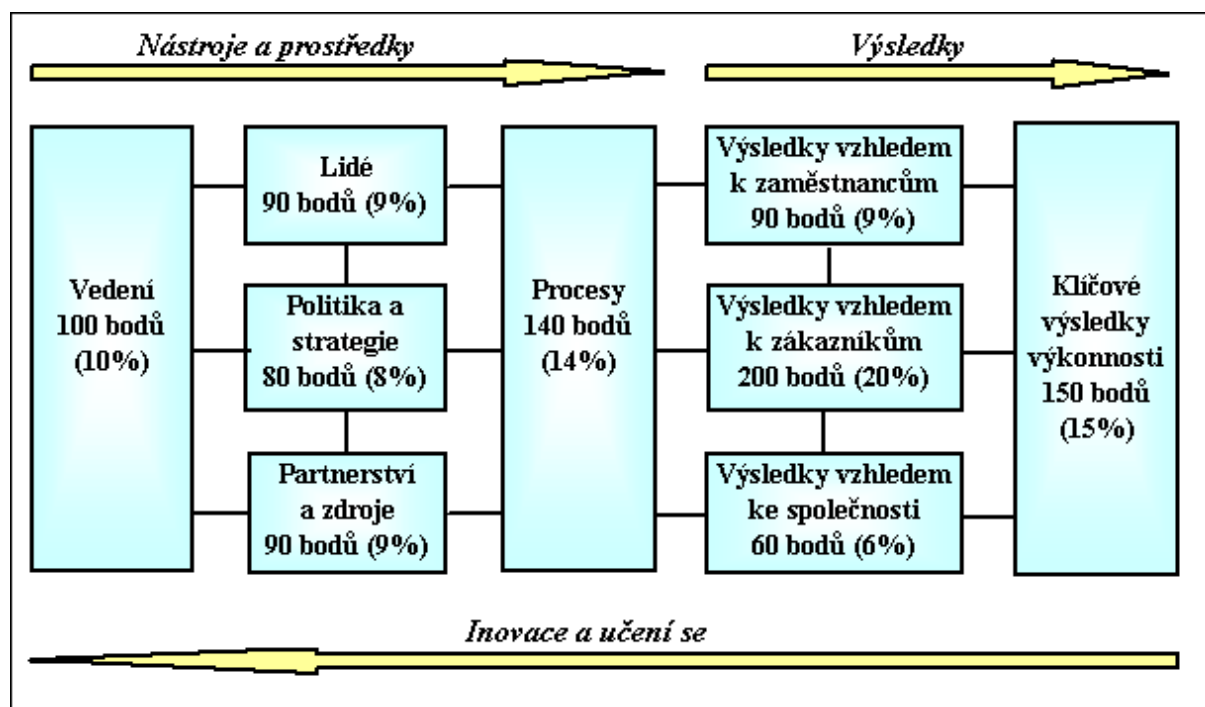 Nástroje a prostředky
Výsledky
Vedení
100 bodů
(10%)
Lidé
90 bodů (9%)
Politika a
strategie
80 bodů (8%)
Partnerství
a zdroje
90 bodů (9%)
Procesy
140 bodů
(14%)
Výsledky vzhledem
k zaměstnancům
90 bodů (9%)
Výsledky vzhledem
k zákazníkům
200 bodů (20%)
Výsledky vzhledem
ke společnosti
60 bodů (6%)
Klíčové
výsledky
výkonnosti
150 bodů
(15%)
Inovace a učení se